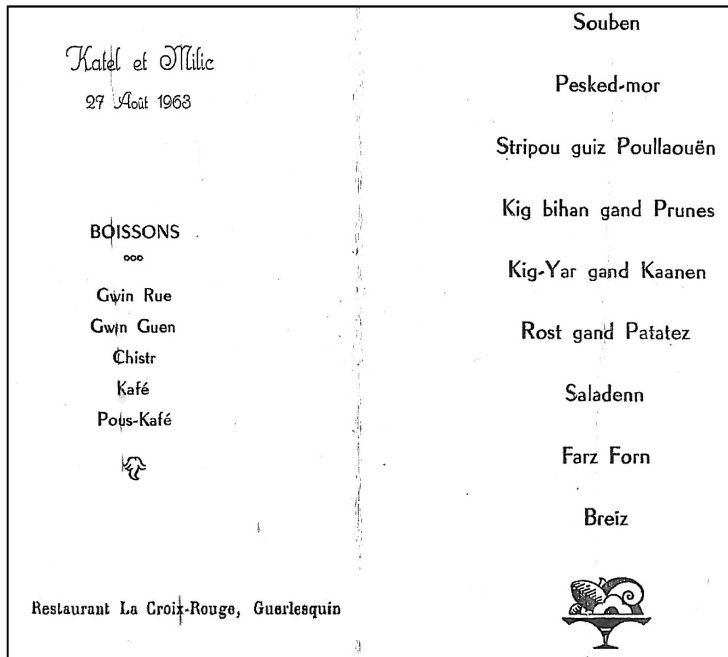 Katel et Milic
27 Août 1963
BOISSONS
Gwin Rue
Gwin Guen
Chistr
Kafé
Pous-Kafé
Restaurant La Croix-Rouge, Guerlesquin
Souben
Pesked-mor
Stripou guiz Poullaouën
Kig bihan gand Prunes
Kig-Yar gand Kaanen
Rost gand Patatez
Saladenn
Farz Forn
Breiz